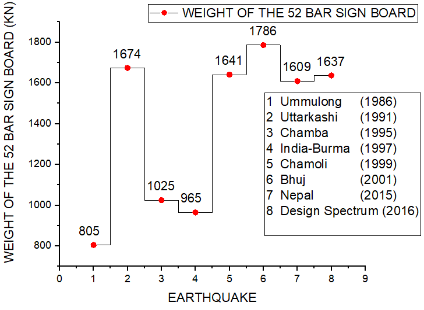 WEIGHT OF THE 52 BAR SIGN BOARD
WEIGHT OF THE 52 BAR SIGN BOARD (KN)
1800
1600
1400
1200
1000
800
805
1674
1025
965
1641
1786
1609
1637
1 Ummulong (1986)
2 Uttarkashi (1991)
3 Chamba (1995)
4 India-Burma (1997)
5 Chamoli (1999)
6 Bhuj (2001)
7 Nepal (2015)
8 Design Spectrum (2016)
0 1 2 3 4 5 6 7 8 9
EARTHQUAKE